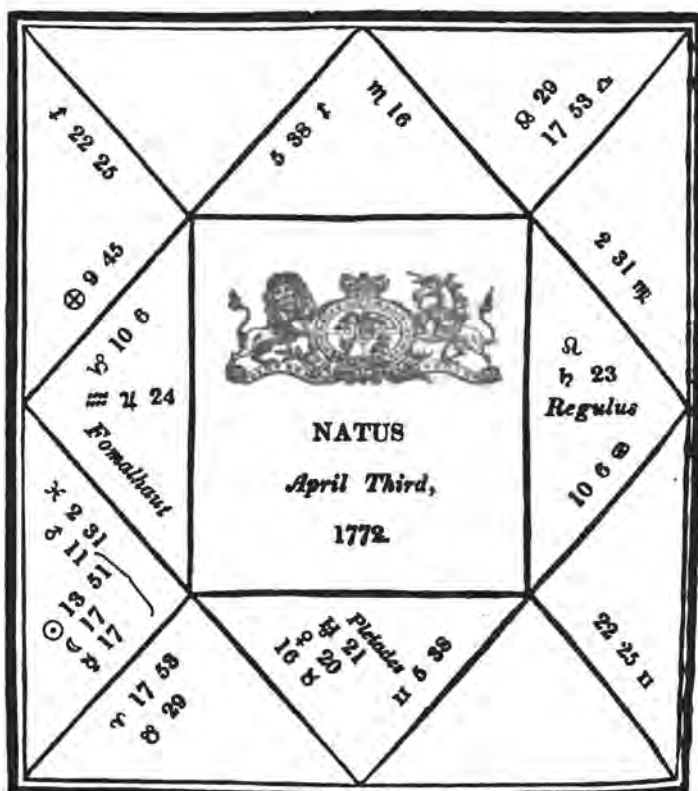 ♐ 22 25
5 38 ♐
♏ 16
☊ 29
17 53 ♎
⊗ 9 45
2 31 ♍
♑ 10 6
♒ ♃ 24
Fomalhaut
♌
♄ 23
Regulus
10 6 ♋
NATUS
April Third,
1772.
♓ 2 31
♂ 11
☉ 13 51
☽ 17
☿ 17
♈ 17 53
☋ 29
Pleiades
♅ 21
♀ 20
16 ♉
♊ 5 38
22 25 ♊